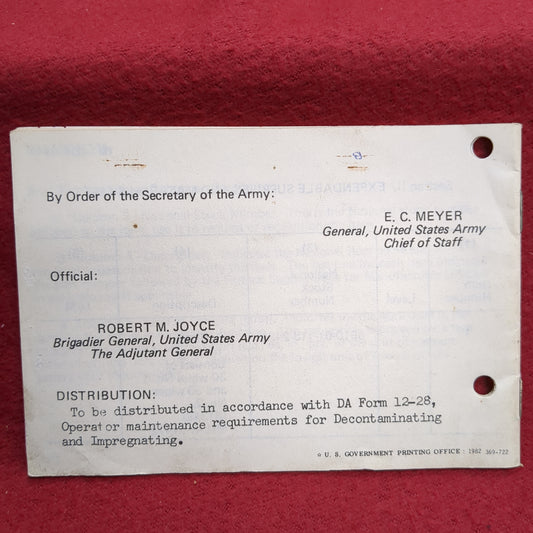 By Order of the Secretary of the Army:
E. C. MEYER
General, United States Army
Chief of Staff
Official:
ROBERT M. JOYCE
Brigadier General, United States Army
The Adjutant General
DISTRIBUTION:
To be distributed in accordance with DA Form 12-28,
Operator maintenance requirements for Decontaminating
and Impregnating.
☆ U. S. GOVERNMENT PRINTING OFFICE : 1982 369-722